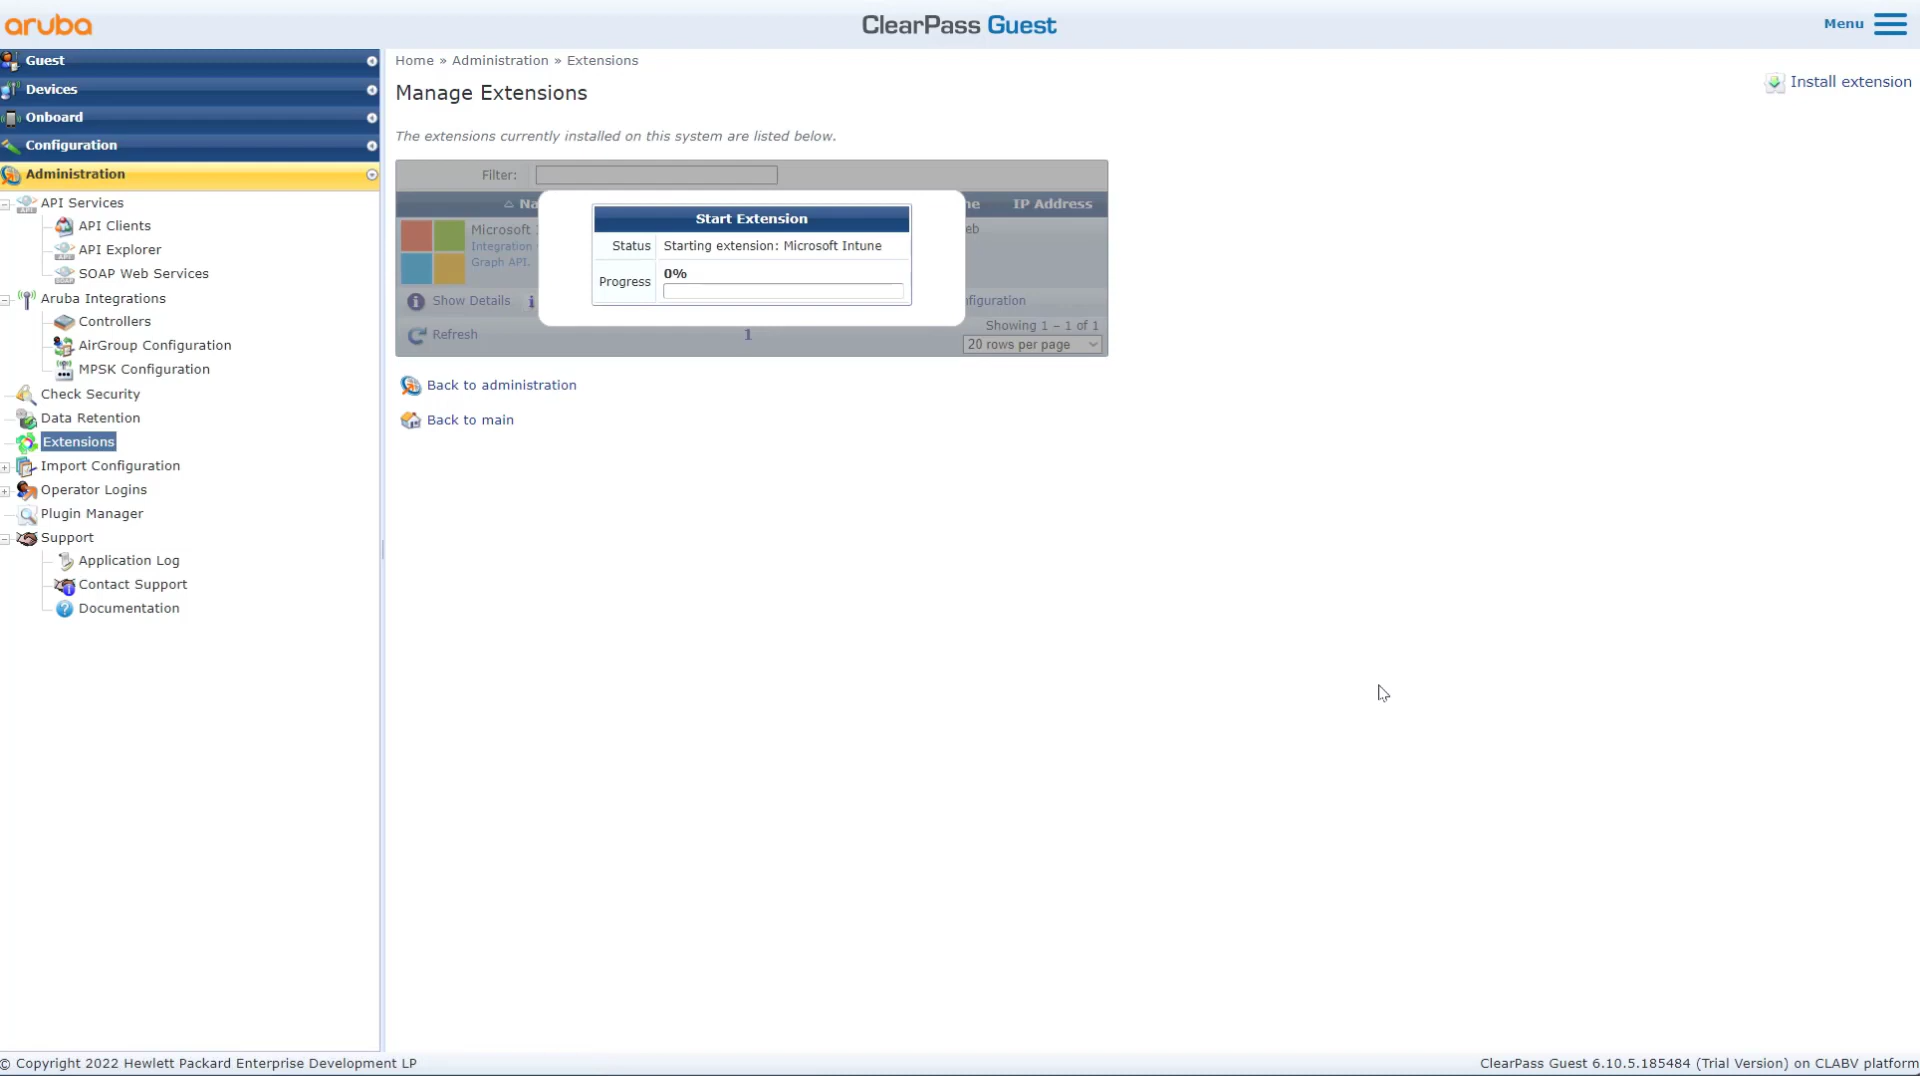 aruba
ClearPass Guest
Menu
Guest
Devices
Onboard
Configuration
Administration
API Services
API Clients
API Explorer
SOAP Web Services
Aruba Integrations
Controllers
AirGroup Configuration
MPSK Configuration
Check Security
Data Retention
Extensions
Import Configuration
Operator Logins
Plugin Manager
Support
Application Log
Contact Support
Documentation
Home » Administration » Extensions
Manage Extensions
Install extension
The extensions currently installed on this system are listed below.
Filter:
Na
ne
IP Address
Microsoft
Integration
Graph API.
eb
Start Extension
Status
Starting extension: Microsoft Intune
Progress
0%
Show Details
figuration
Refresh
1
Showing 1 – 1 of 1
20 rows per page
Back to administration
Back to main
© Copyright 2022 Hewlett Packard Enterprise Development LP
ClearPass Guest 6.10.5.185484 (Trial Version) on CLABV platform